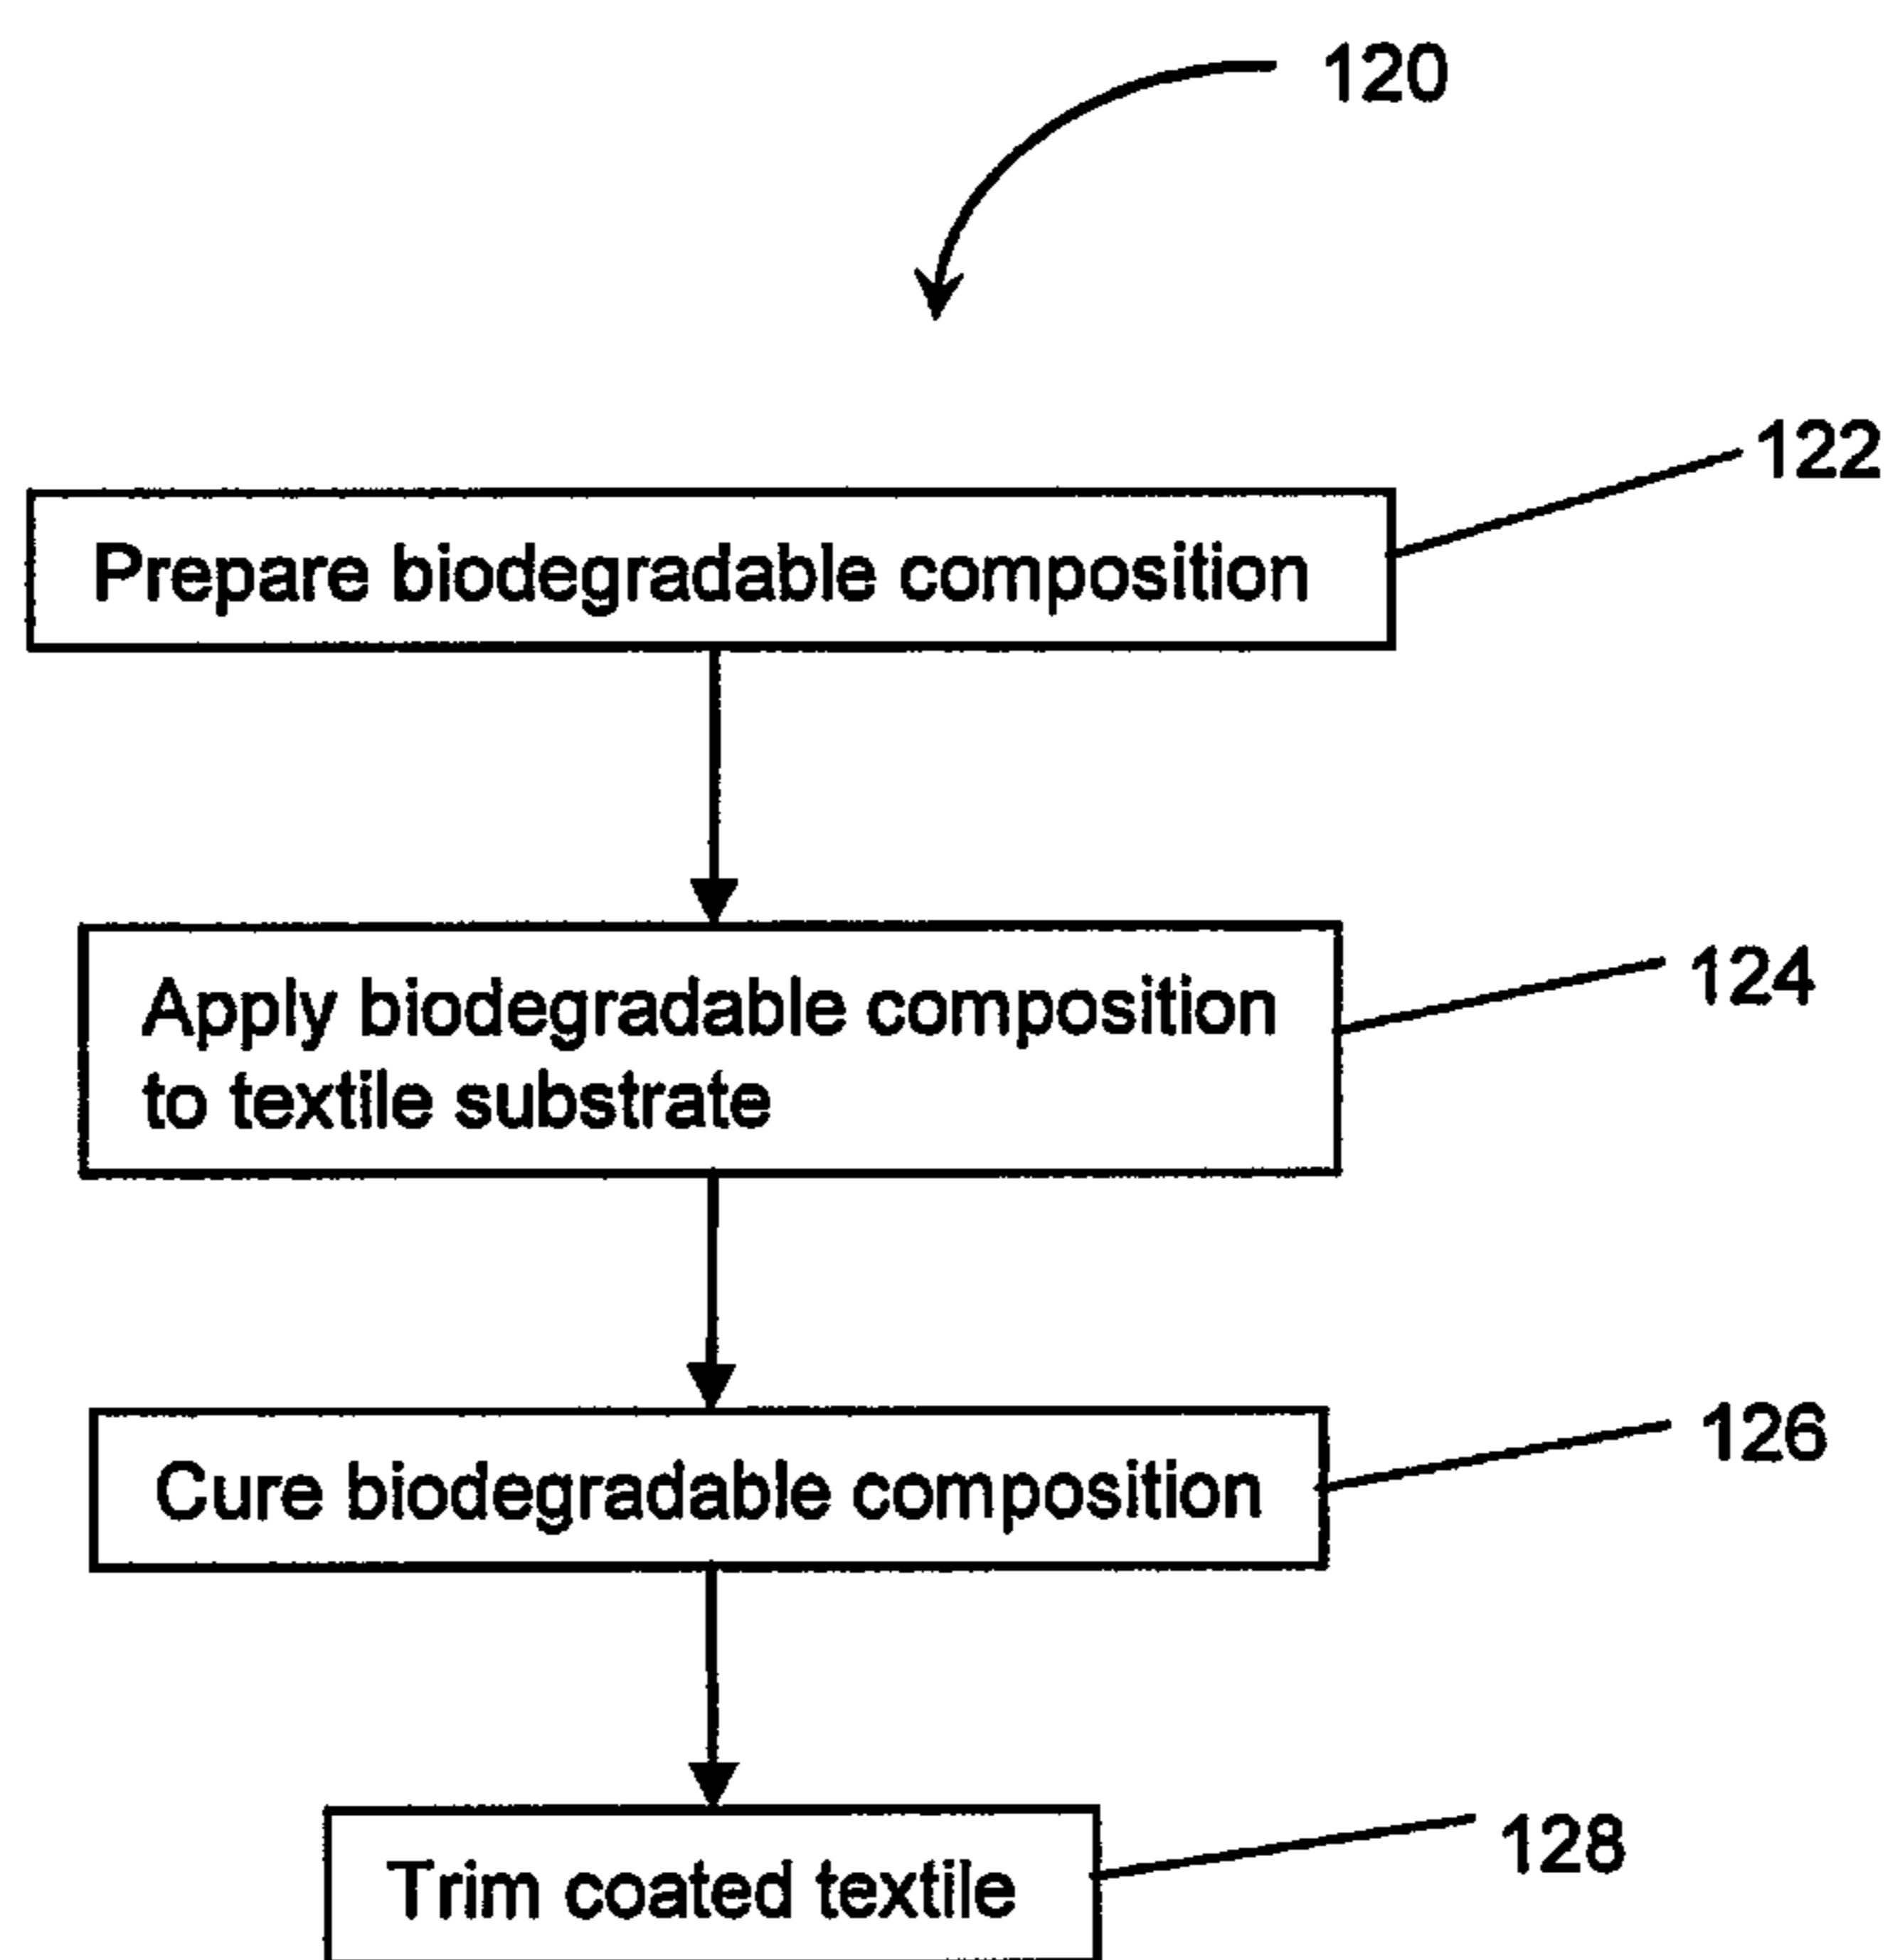 120
122
Prepare biodegradable composition
124
Apply biodegradable composition
to textile substrate
126
Cure biodegradable composition
128
Trim coated textile